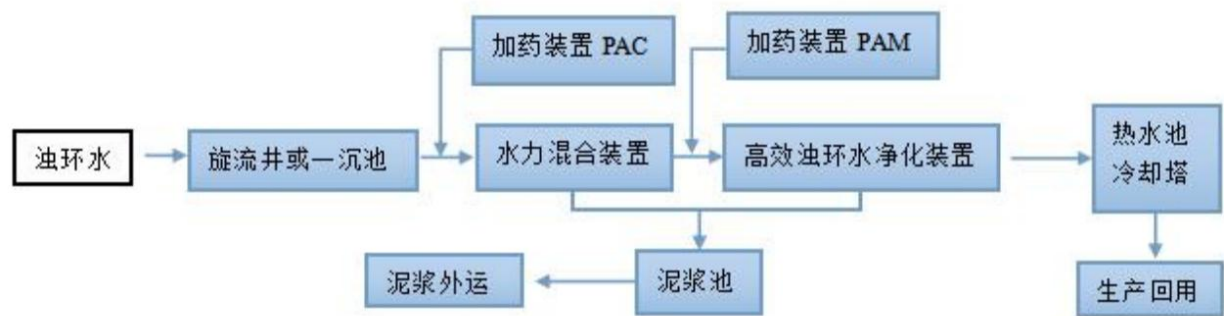 加药装置 PAC
加药装置 PAM
浊环水
旋流井或一沉池
水力混合装置
高效浊环水净化装置
热水池
冷却塔
泥浆外运
泥浆池
生产回用